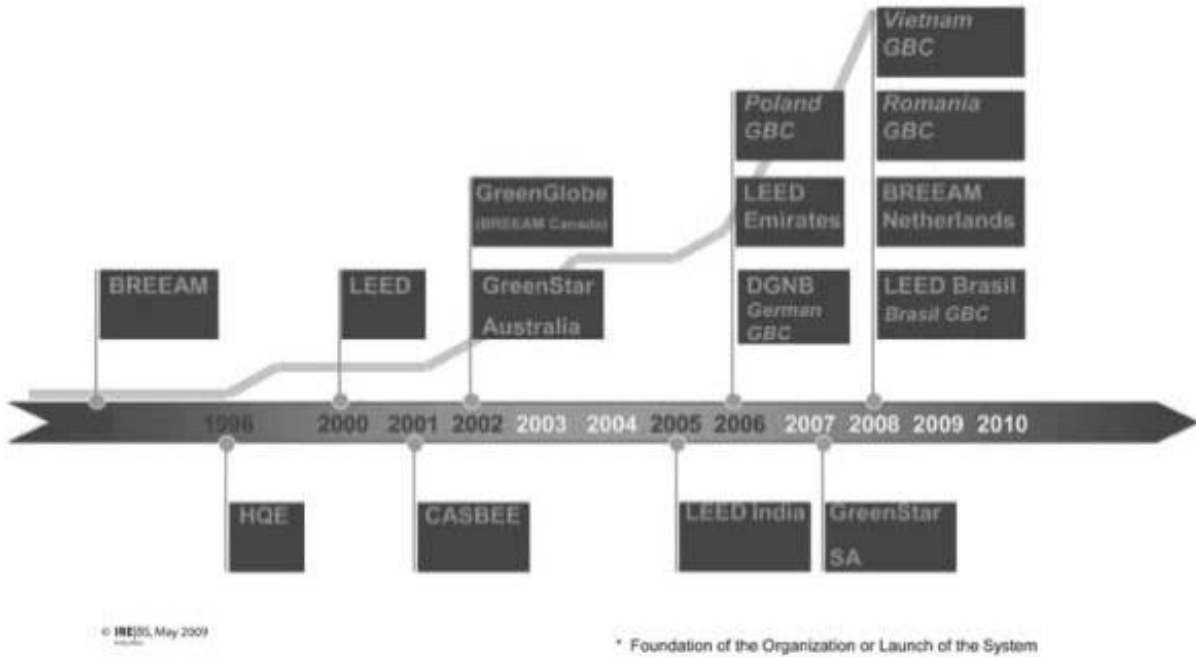 Vietnam
GBC
Poland
GBC
Romania
GBC
GreenGlobe
(BREEAM Canada)
LEED
Emirates
BREEAM
Netherlands
BREEAM
LEED
GreenStar
Australia
DGNB
German
GBC
LEED Brasil
Brasil GBC
1996 2000 2001 2002 2003 2004 2005 2006 2007 2008 2009 2010
HQE
CASBEE
LEED India
GreenStar
SA
© IRE|BS, May 2009
* Foundation of the Organization or Launch of the System